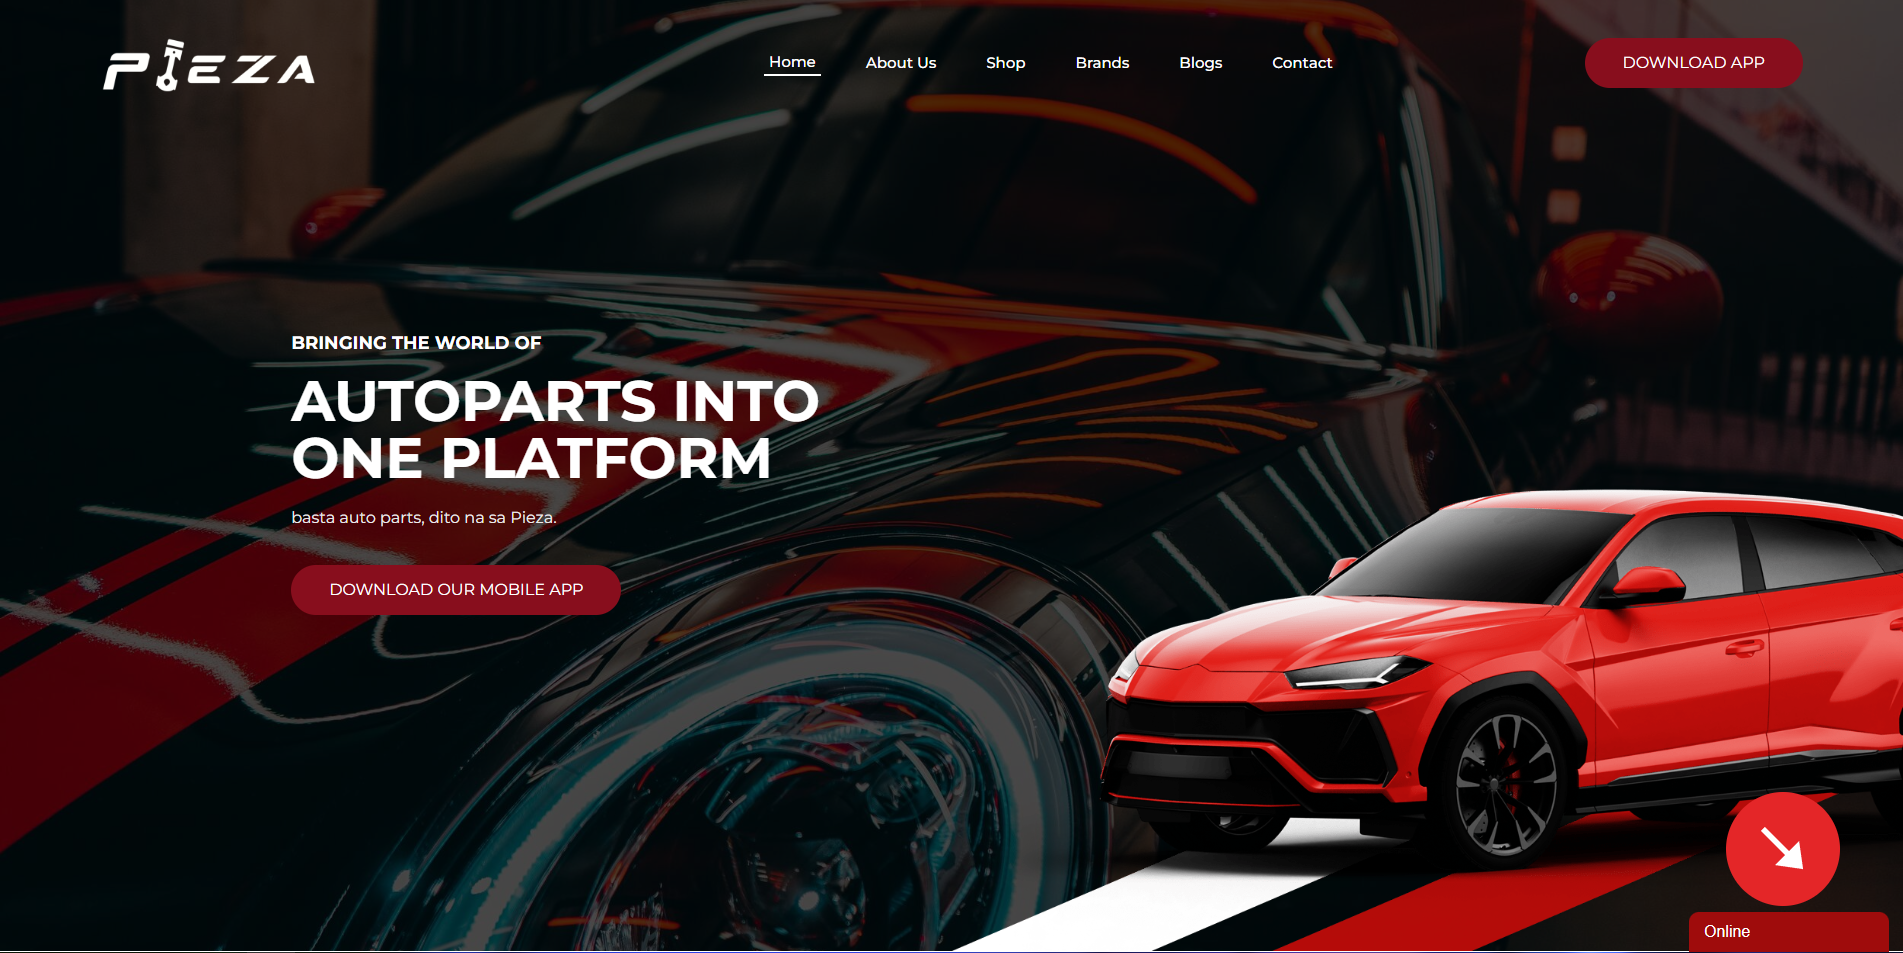 PIEZA
Home
About Us
Shop
Brands
Blogs
Contact
DOWNLOAD APP
BRINGING THE WORLD OF
AUTOPARTS INTO
ONE PLATFORM
basta auto parts, dito na sa Pieza.
DOWNLOAD OUR MOBILE APP
Online